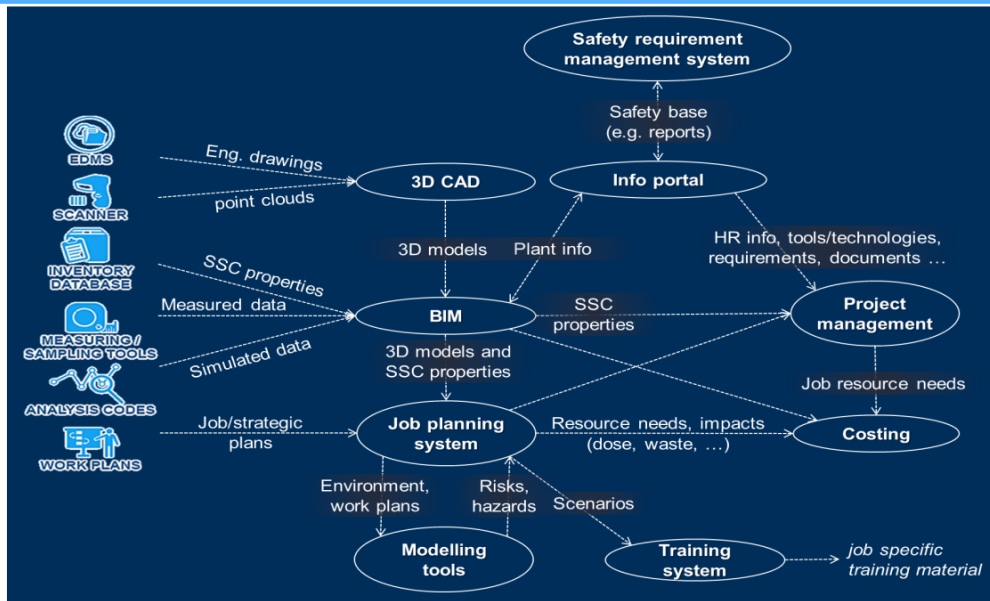 Safety requirement
management system
Safety base
(e.g. reports)
EDMS
Eng. drawings
3D CAD
Info portal
SCANNER
point clouds
3D models
Plant info
HR info, tools/technologies,
requirements, documents ...
INVENTORY
DATABASE
SSC properties
Measured data
BIM
SSC
properties
Project
management
MEASURING /
SAMPLING TOOLS
Simulated data
3D models and
SSC properties
Job resource needs
ANALYSIS CODES
Job/strategic
plans
Job planning
system
Resource needs, impacts
(dose, waste, ...)
Costing
WORK PLANS
Environment,
work plans
Risks,
hazards
Scenarios
Modelling
tools
Training
system
job specific
training material